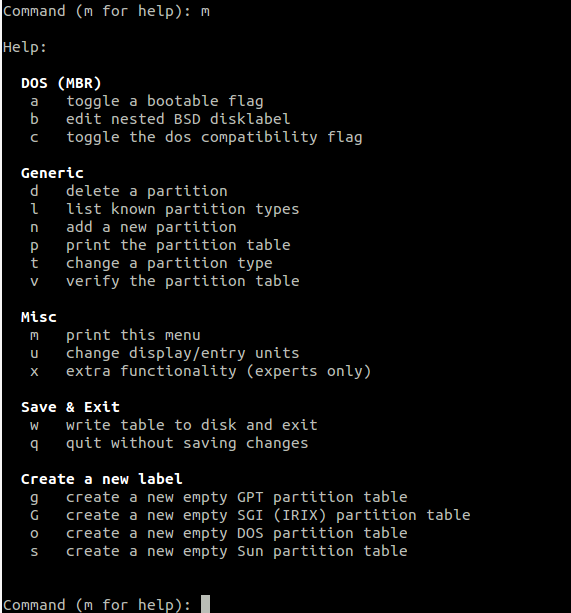 Command (m for help): m
Help:
DOS (MBR)
a toggle a bootable flag
b edit nested BSD disklabel
c toggle the dos compatibility flag
Generic
d delete a partition
l list known partition types
n add a new partition
p print the partition table
t change a partition type
v verify the partition table
Misc
m print this menu
u change display/entry units
x extra functionality (experts only)
Save & Exit
w write table to disk and exit
q quit without saving changes
Create a new label
g create a new empty GPT partition table
G create a new empty SGI (IRIX) partition table
o create a new empty DOS partition table
s create a new empty Sun partition table
Command (m for help):